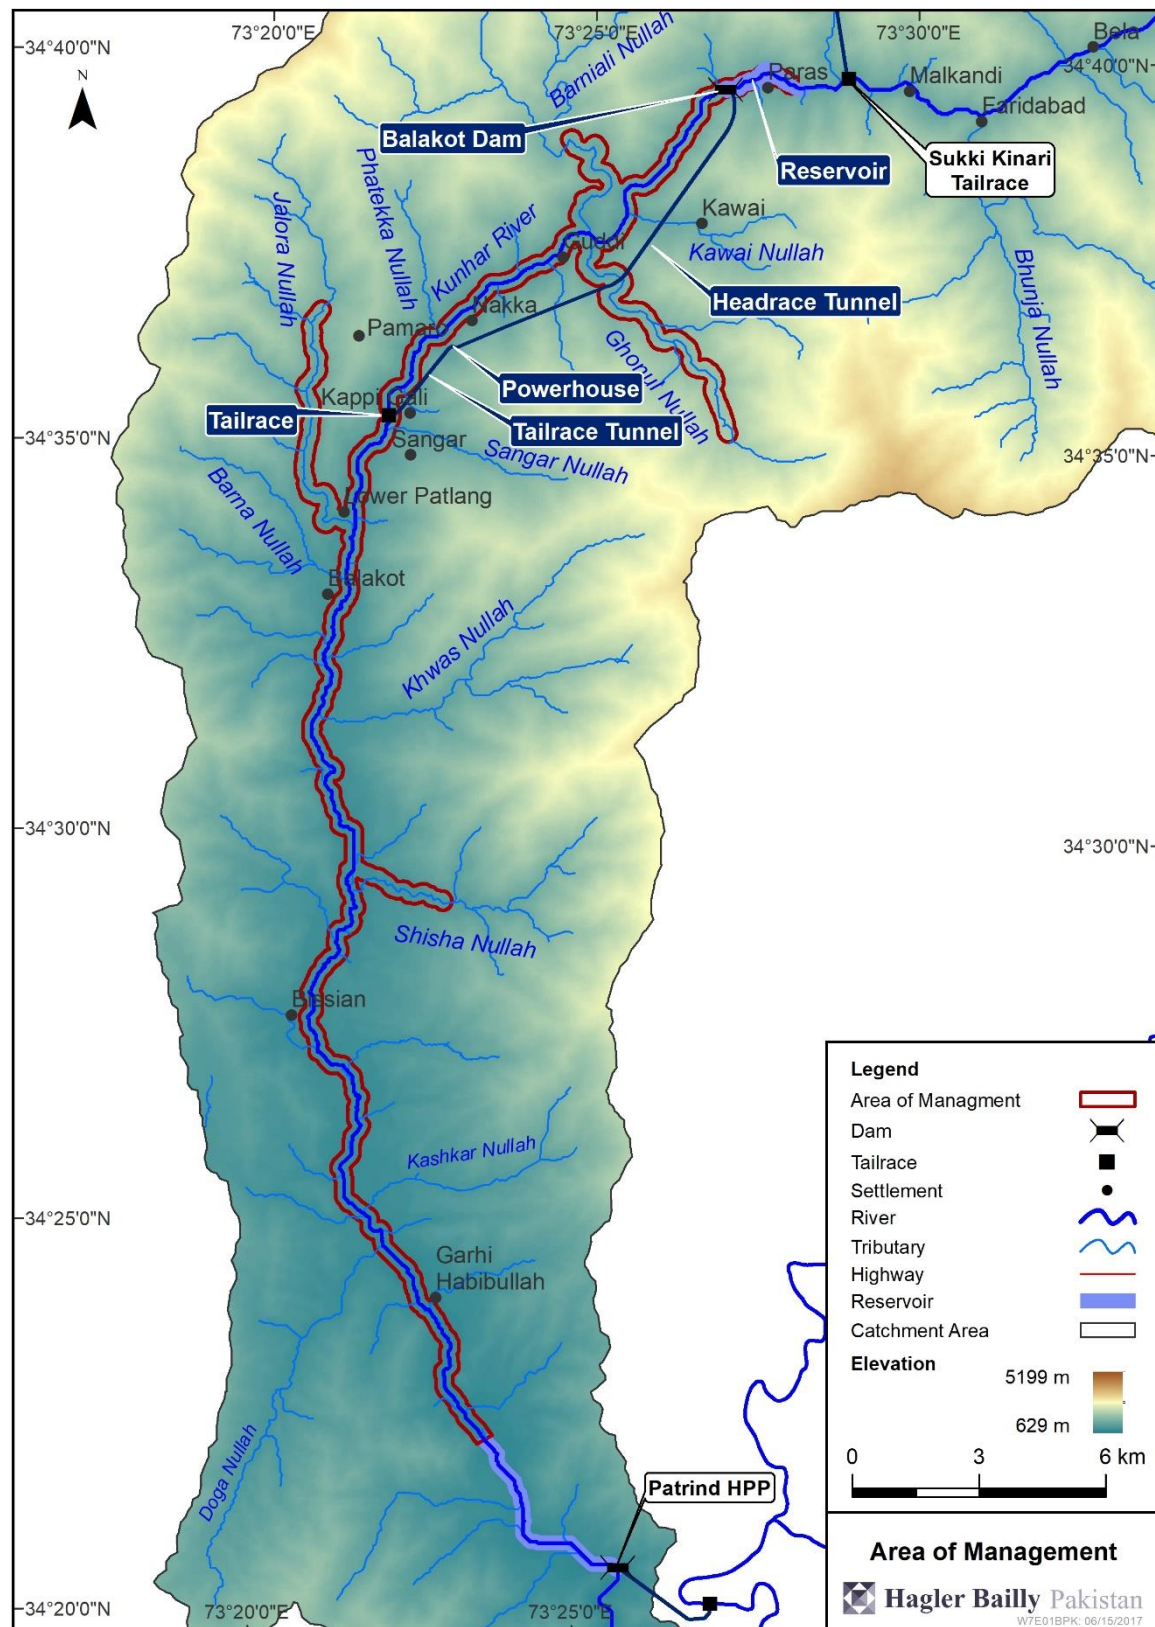 73°20'0"E
73°25'0"E
73°30'0"E
Bela
34°40'0"N
34°40'0"N
N
Barniali Nullah
Paras
Malkandi
Faridabad
Balakot Dam
Reservoir
Sukki Kinari
Tailrace
Phatekka Nullah
Jalora Nullah
Kunhar River
Kawai
Guddi
Kawai Nullah
Bhunja Nullah
Headrace Tunnel
Nakka
Pamaro
Ghonul Nullah
Powerhouse
Kappi Gali
Tailrace
Tailrace Tunnel
34°35'0"N
Sangar
34°35'0"N
Sangar Nullah
Barna Nullah
Lower Patlang
Balakot
Khwas Nullah
34°30'0"N
34°30'0"N
Shisha Nullah
Bissian
Kashkar Nullah
34°25'0"N
Garhi
Habibullah
Doga Nullah
Patrind HPP
34°20'0"N
73°20'0"E
73°25'0"E
Legend
Area of Managment
Dam
Tailrace
Settlement
River
Tributary
Highway
Reservoir
Catchment Area
Elevation
5199 m
629 m
0 3 6 km
Area of Management
Hagler Bailly Pakistan
W7E01BPK: 06/15/2017